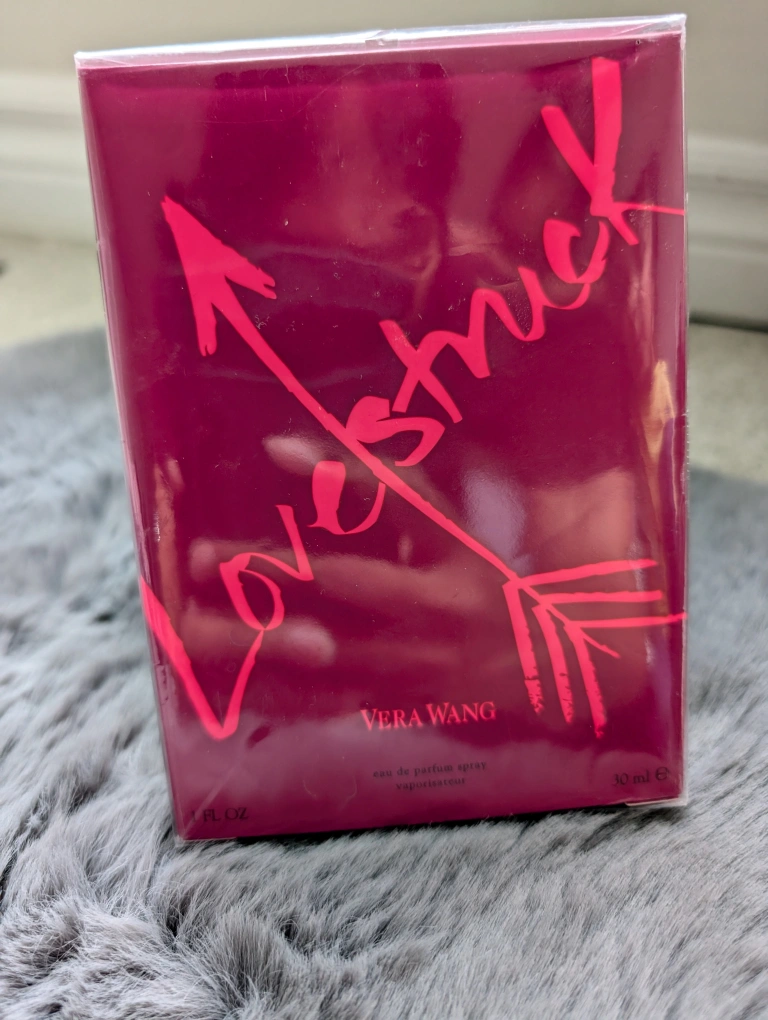 Lovestruck
VERA WANG
eau de parfum spray
vaporisateur
1 FL OZ
30 ml e